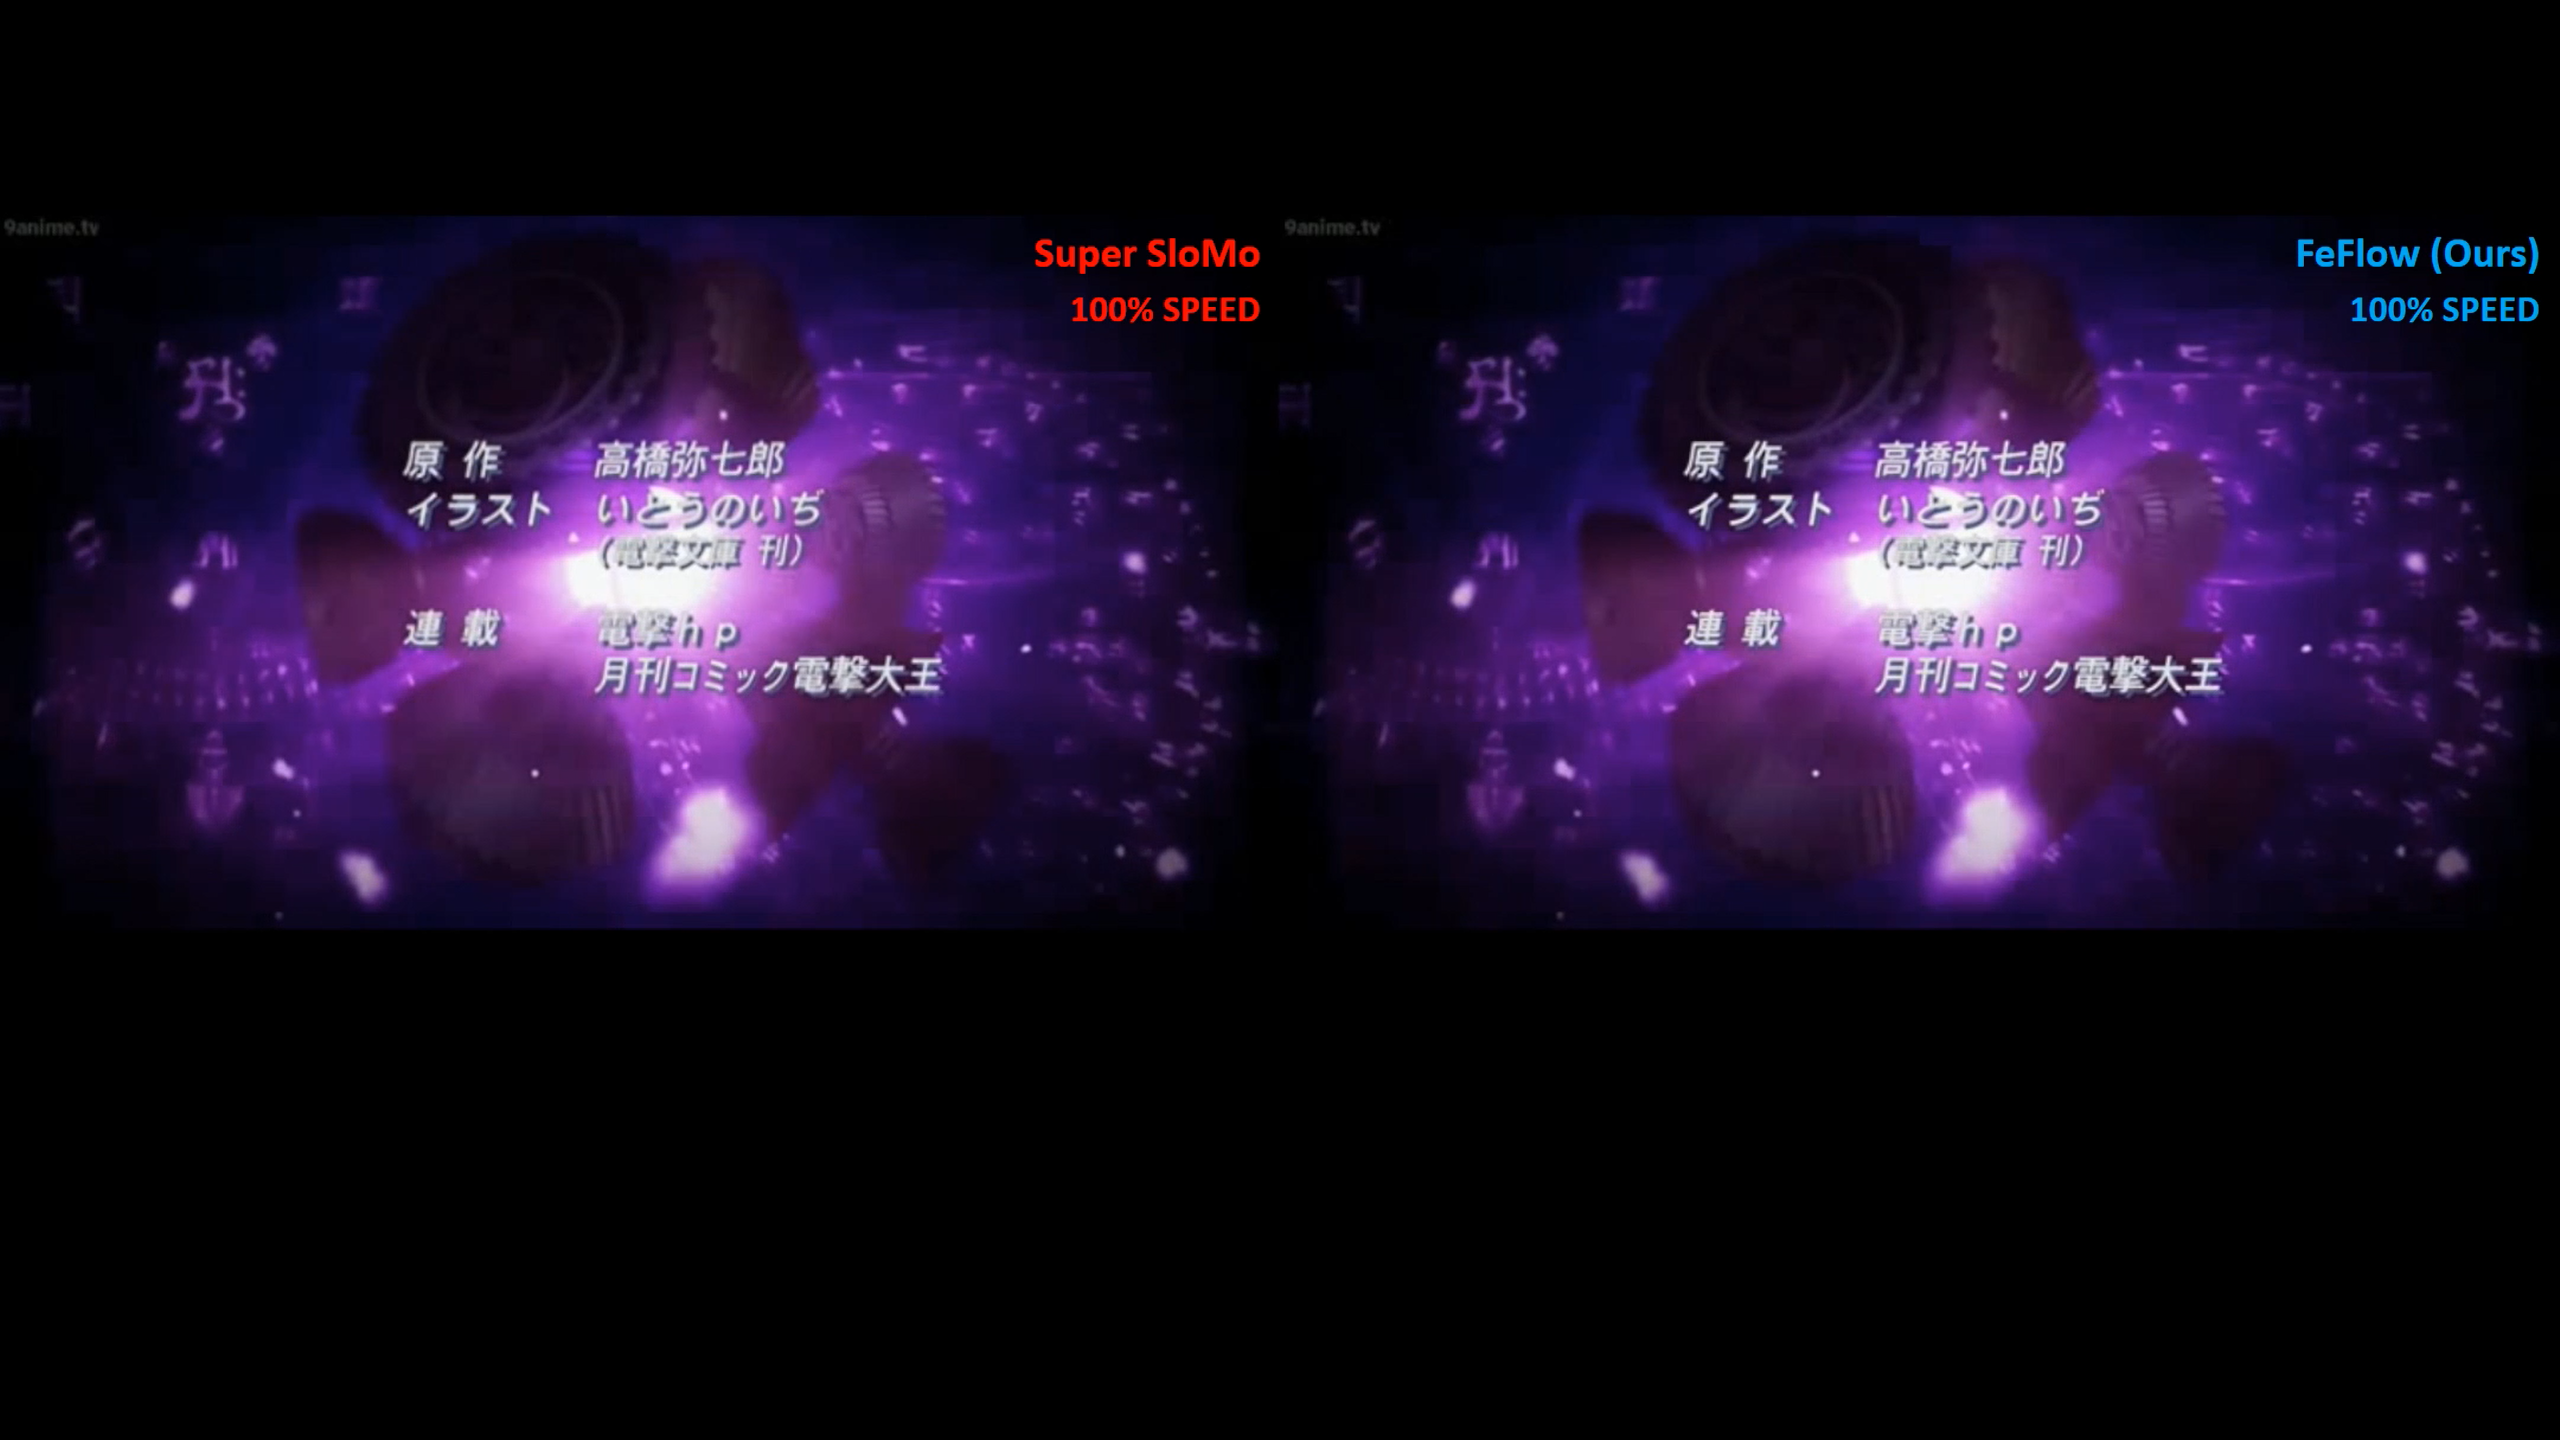 9anime.tv
Super SloMo
100% SPEED
原作 高橋弥七郎
イラスト いとうのいぢ
（電撃文庫 刊）
連載 電撃hp
月刊コミック電撃大王
9anime.tv
FeFlow (Ours)
100% SPEED
原作 高橋弥七郎
イラスト いとうのいぢ
（電撃文庫 刊）
連載 電撃hp
月刊コミック電撃大王